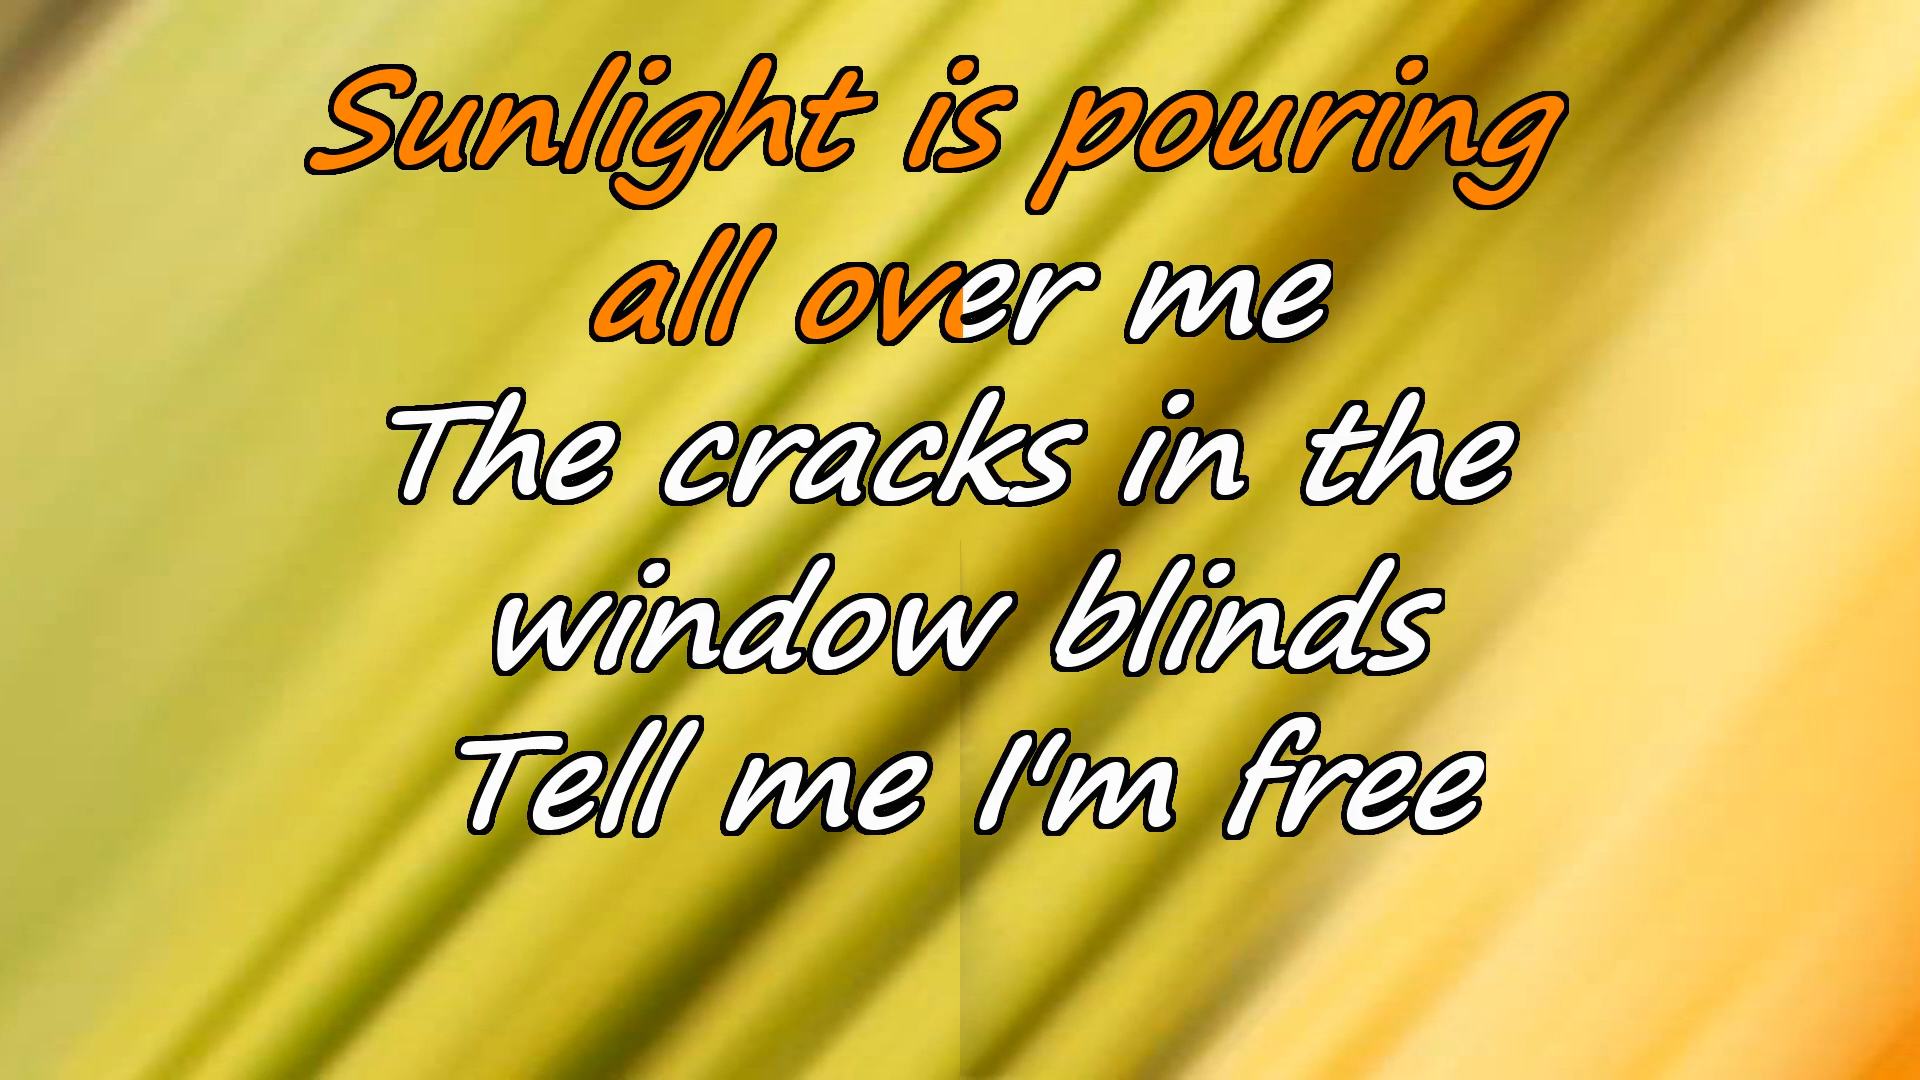 Sunlight is pouring
all over me
The cracks in the
window blinds
Tell me I'm free